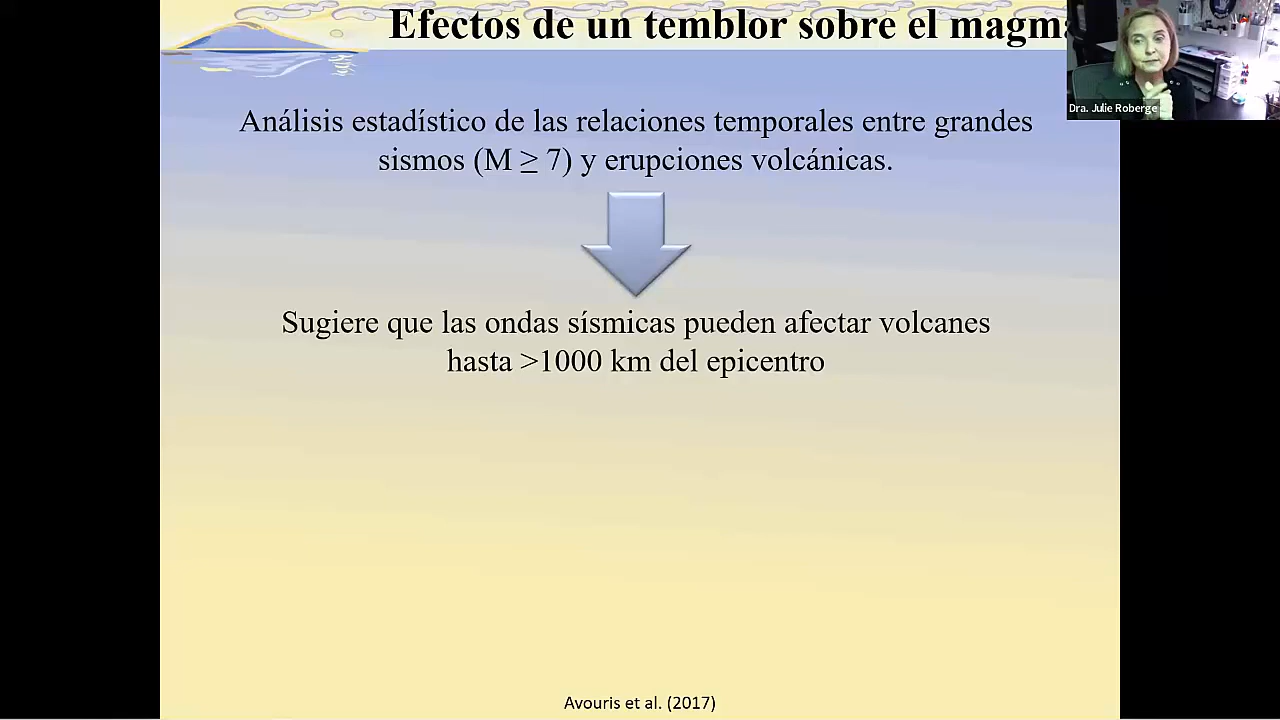 Efectos de un temblor sobre el magma
Dra. Julie Roberge
Análisis estadístico de las relaciones temporales entre grandes
sismos (M ≥ 7) y erupciones volcánicas.
Sugiere que las ondas sísmicas pueden afectar volcanes
hasta >1000 km del epicentro
Avouris et al. (2017)